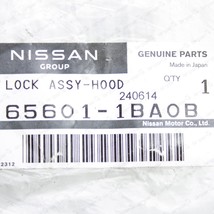 NISSAN
GROUP
GENUINE PARTS
Made in Japan
LOCK ASSY-HOOD
Q'TY
1
240614
65601-1BA0B
Nissan Motor Co., Ltd.
2312